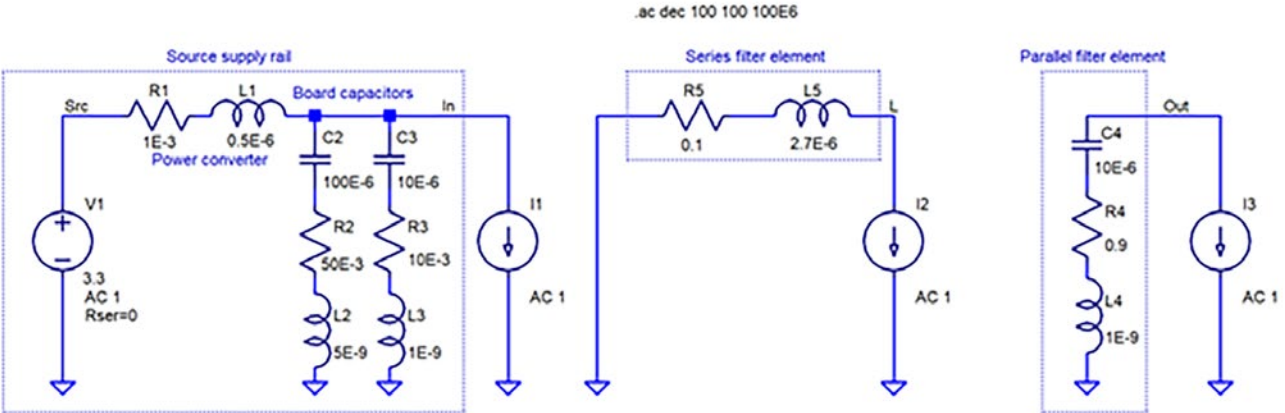 .ac dec 100 100 100E6
Source supply rail
Series filter element
Parallel filter element
Src
R1
L1
Board capacitors
In
1E-3
0.5E-6
Power converter
C2
C3
100E-6
10E-6
V1
3.3
AC 1
Rser=0
R2
50E-3
R3
10E-3
L2
5E-9
L3
1E-9
I1
AC 1
R5
0.1
L5
2.7E-6
L
I2
AC 1
Out
C4
10E-6
R4
0.9
L4
1E-9
I3
AC 1